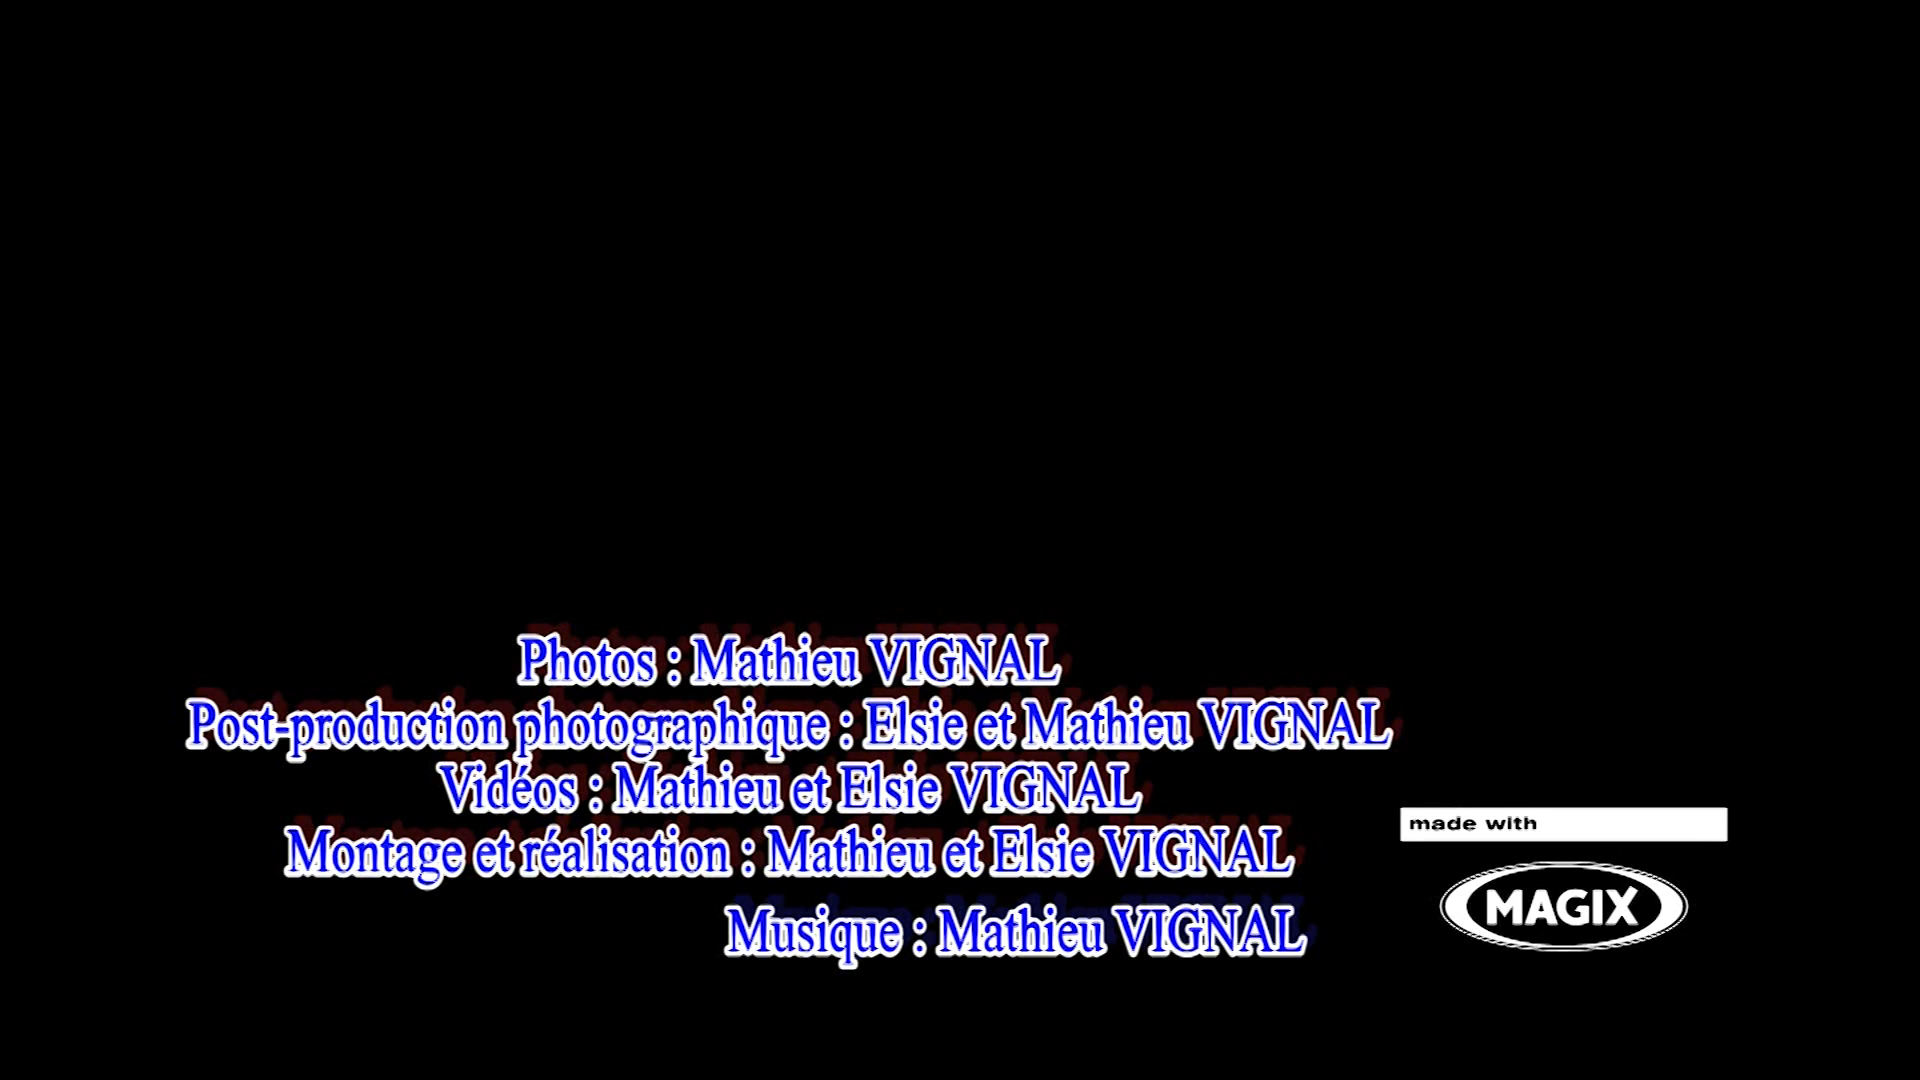 Photos : Mathieu VIGNAL
Post-production photographique : Elsie et Mathieu VIGNAL
Vidéos : Mathieu et Elsie VIGNAL
Montage et réalisation : Mathieu et Elsie VIGNAL
Musique : Mathieu VIGNAL
made with
MAGIX